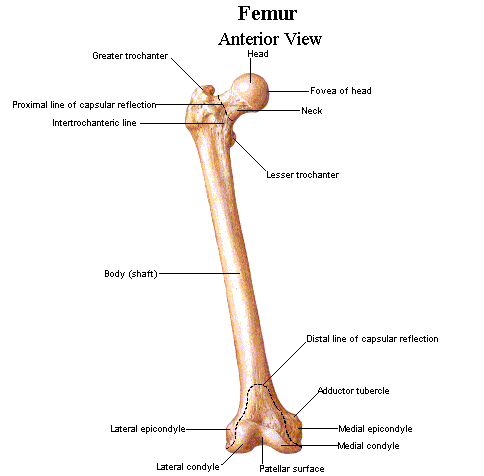 Femur
Anterior View
Head
Greater trochanter
Fovea of head
Proximal line of capsular reflection
Neck
Intertrochanteric line
Lesser trochanter
Body (shaft)
Distal line of capsular reflection
Adductor tubercle
Lateral epicondyle
Medial epicondyle
Medial condyle
Lateral condyle
Patellar surface